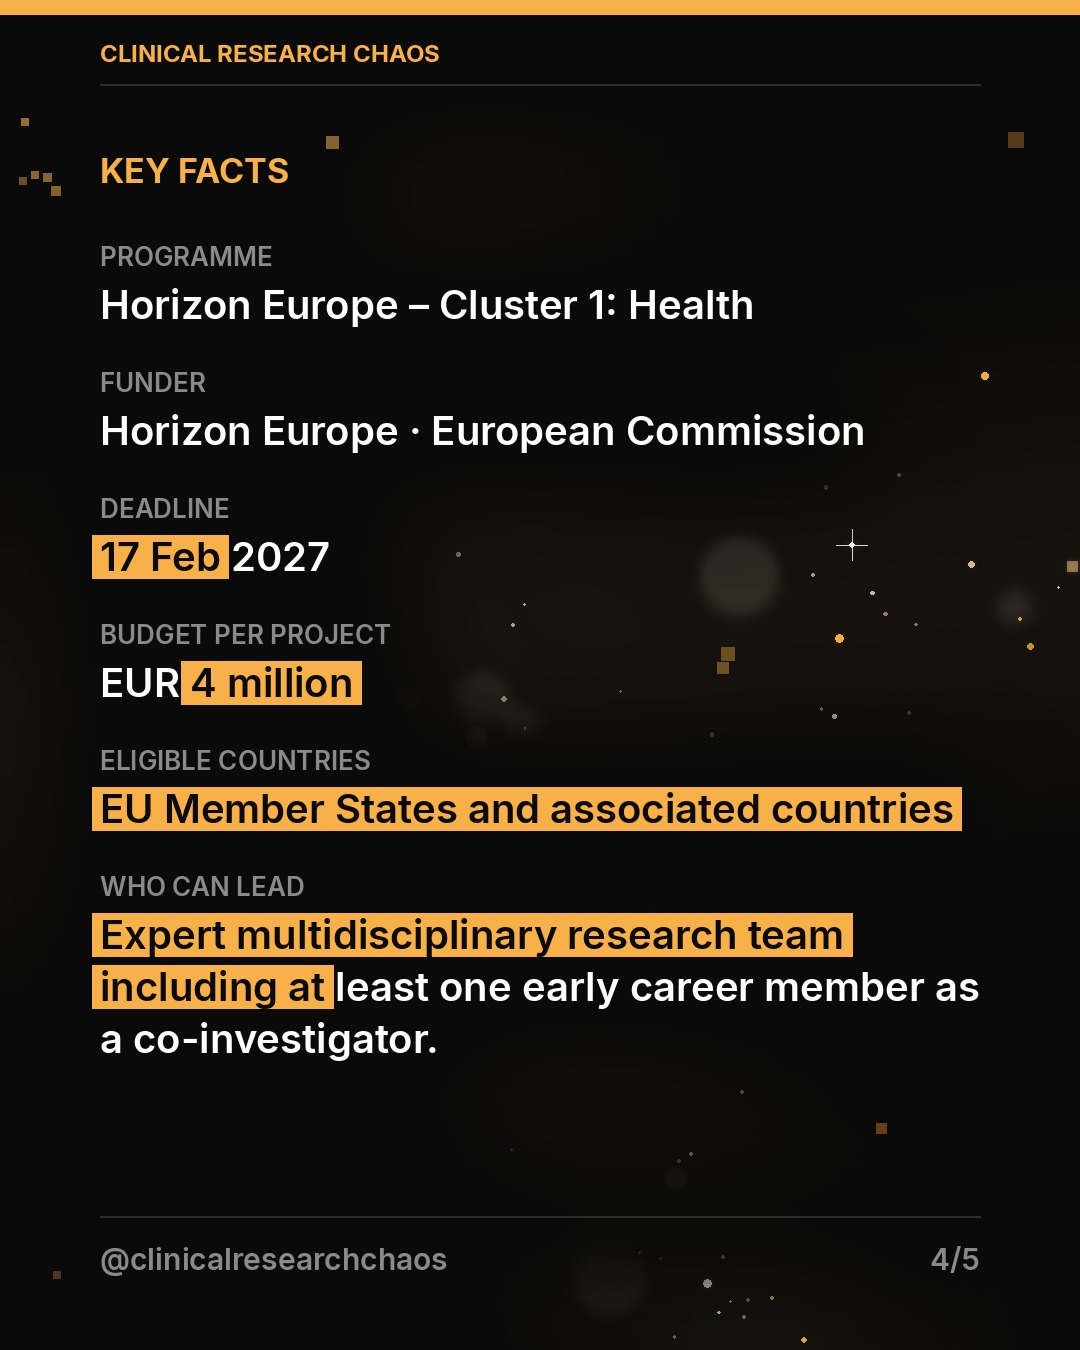 CLINICAL RESEARCH CHAOS
KEY FACTS
PROGRAMME
Horizon Europe – Cluster 1: Health
FUNDER
Horizon Europe · European Commission
DEADLINE
17 Feb 2027
BUDGET PER PROJECT
EUR 4 million
ELIGIBLE COUNTRIES
EU Member States and associated countries
WHO CAN LEAD
Expert multidisciplinary research team
including at least one early career member as
a co-investigator.
@clinicalresearchchaos
4/5